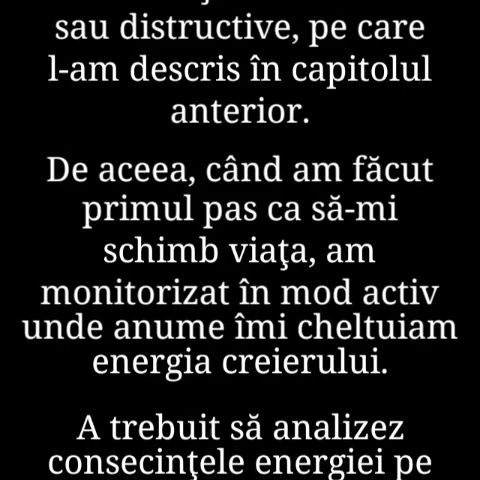 sau distructive, pe care
l-am descris în capitolul
anterior.
De aceea, când am făcut
primul pas ca să-mi
schimb viaţa, am
monitorizat în mod activ
unde anume îmi cheltuiam
energia creierului.
A trebuit să analizez
consecinţele energiei pe